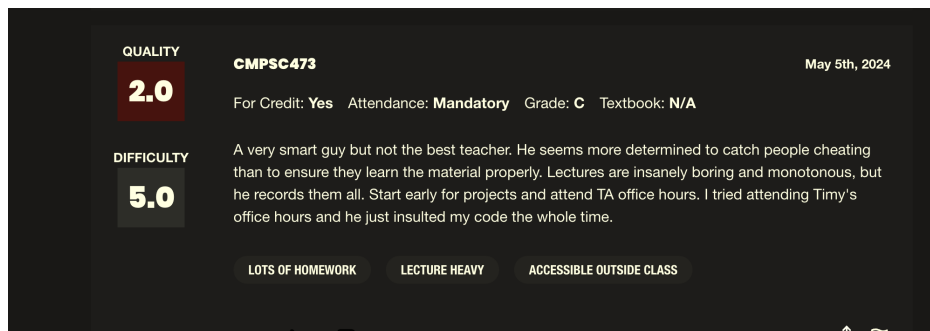 QUALITY
2.0
DIFFICULTY
5.0
CMPSC473
May 5th, 2024
For Credit: Yes Attendance: Mandatory Grade: C Textbook: N/A
A very smart guy but not the best teacher. He seems more determined to catch people cheating
than to ensure they learn the material properly. Lectures are insanely boring and monotonous, but
he records them all. Start early for projects and attend TA office hours. I tried attending Timy's
office hours and he just insulted my code the whole time.
LOTS OF HOMEWORK
LECTURE HEAVY
ACCESSIBLE OUTSIDE CLASS